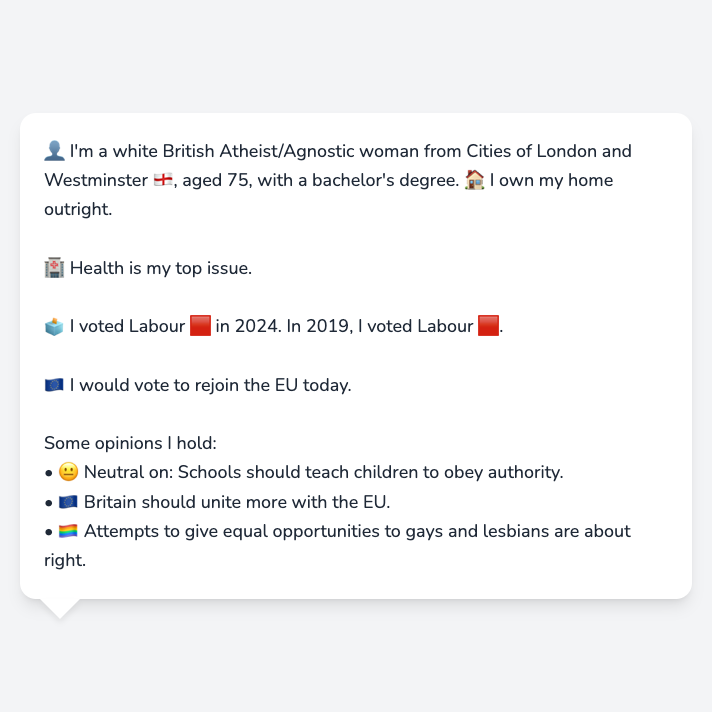 👤 I'm a white British Atheist/Agnostic woman from Cities of London and
Westminster 🏴󠁧󠁢󠁥󠁮󠁧󠁿, aged 75, with a bachelor's degree. 🏠 I own my home
outright.
🏥 Health is my top issue.
🗳️ I voted Labour 🟥 in 2024. In 2019, I voted Labour 🟥.
🇪🇺 I would vote to rejoin the EU today.
Some opinions I hold:
• 😐 Neutral on: Schools should teach children to obey authority.
• 🇪🇺 Britain should unite more with the EU.
• 🏳️‍🌈 Attempts to give equal opportunities to gays and lesbians are about
right.